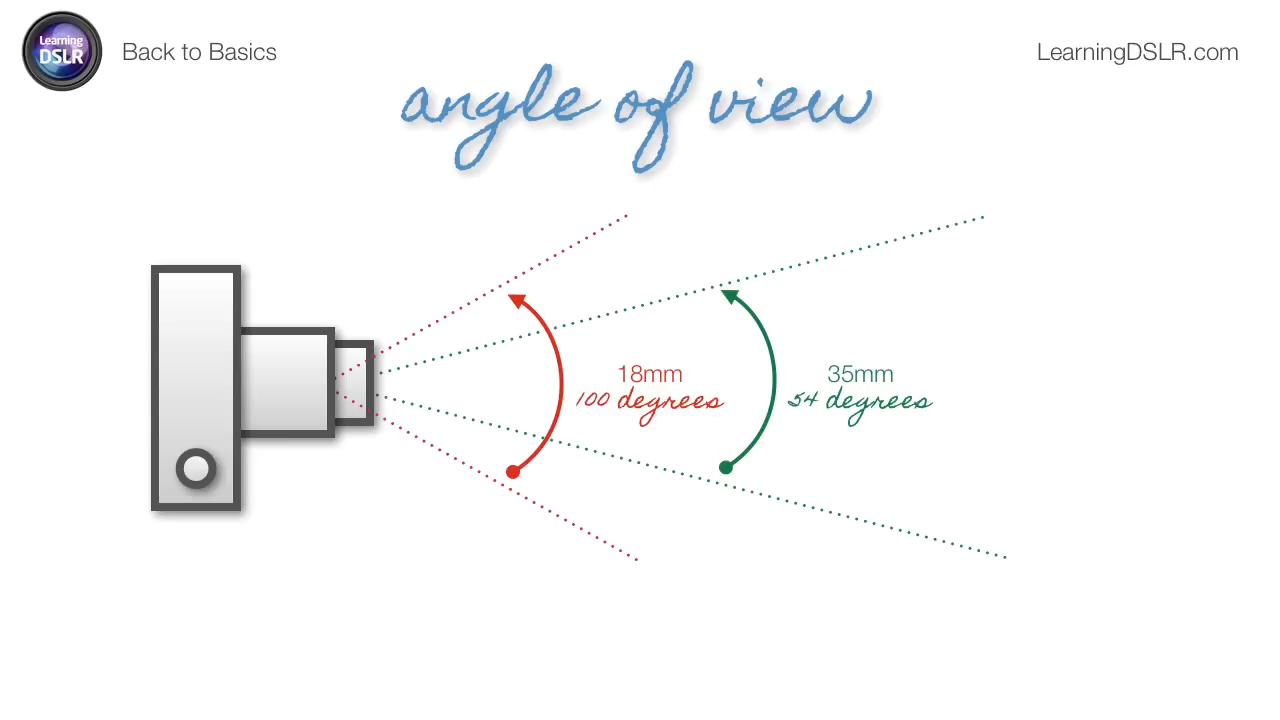 Learning
DSLR
Back to Basics
LearningDSLR.com
angle of view
18mm
100 degrees
35mm
54 degrees